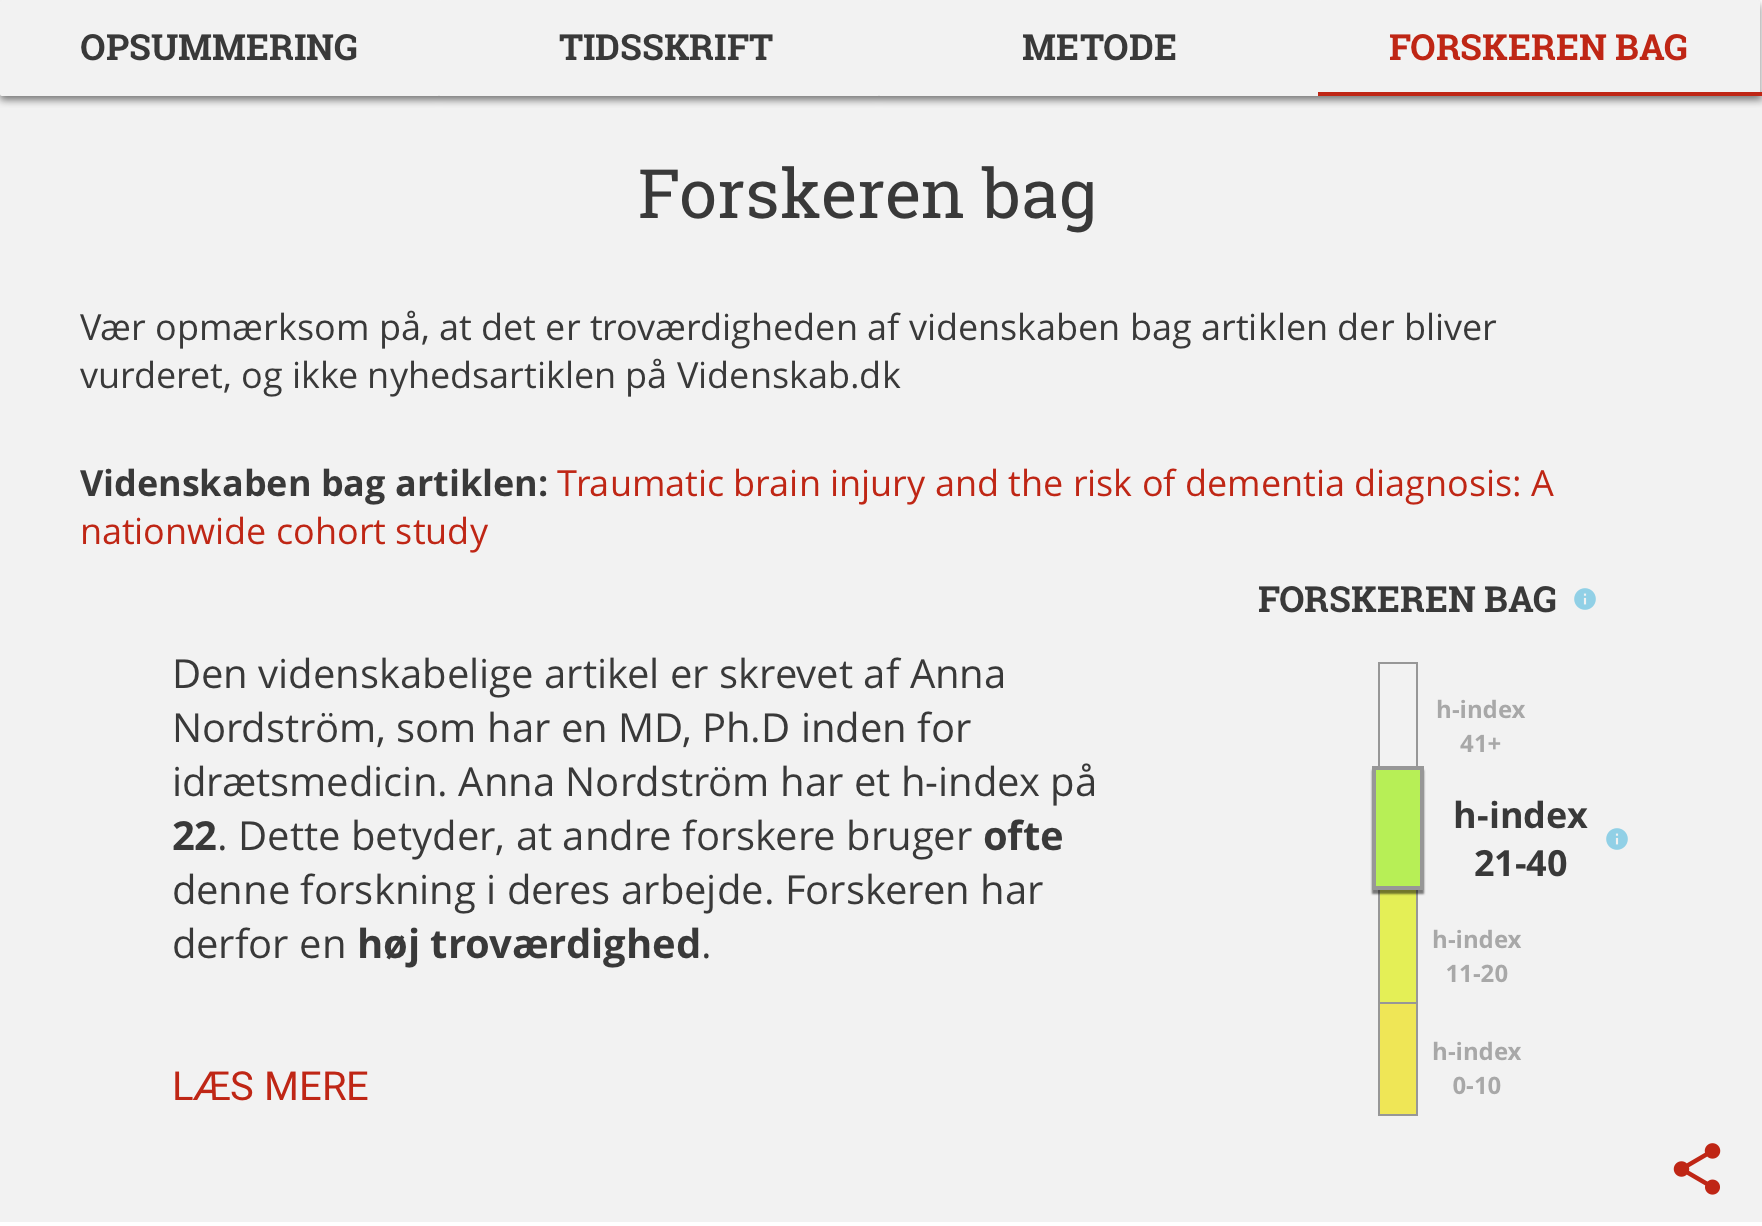 OPSUMMERING TIDSSKRIFT METODE FORSKEREN BAG
Forskeren bag
Vær opmærksom på, at det er troværdigheden af videnskaben bag artiklen der bliver
vurderet, og ikke nyhedsartiklen på Videnskab.dk
Videnskaben bag artiklen: Traumatic brain injury and the risk of dementia diagnosis: A
nationwide cohort study
Den videnskabelige artikel er skrevet af Anna
Nordström, som har en MD, Ph.D inden for
idrætsmedicin. Anna Nordström har et h-index på
22. Dette betyder, at andre forskere bruger ofte
denne forskning i deres arbejde. Forskeren har
derfor en høj troværdighed.
LÆS MERE
FORSKEREN BAG
h-index
41+
h-index
21-40
h-index
11-20
h-index
0-10